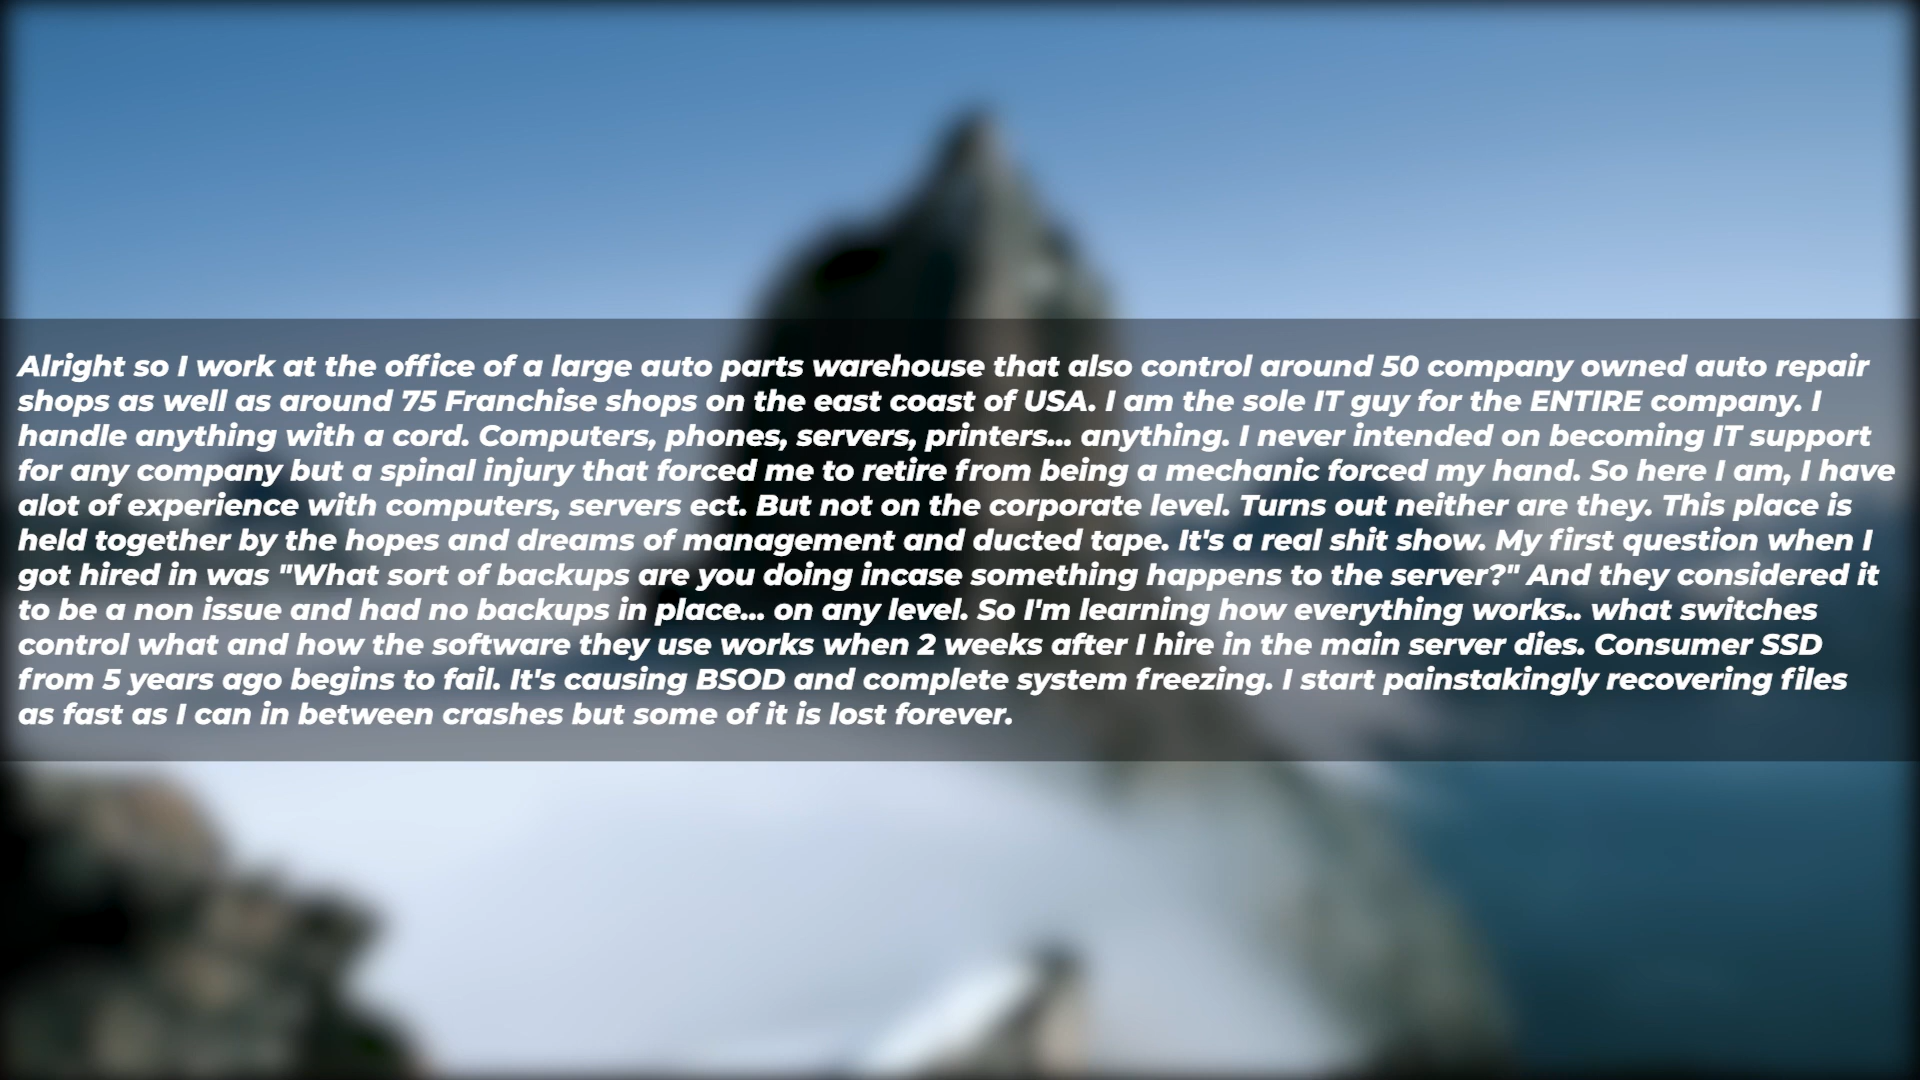 Alright so I work at the office of a large auto parts warehouse that also control around 50 company owned auto repair
shops as well as around 75 Franchise shops on the east coast of USA. I am the sole IT guy for the ENTIRE company. I
handle anything with a cord. Computers, phones, servers, printers... anything. I never intended on becoming IT support
for any company but a spinal injury that forced me to retire from being a mechanic forced my hand. So here I am, I have
alot of experience with computers, servers ect. But not on the corporate level. Turns out neither are they. This place is
held together by the hopes and dreams of management and ducted tape. It's a real shit show. My first question when I
got hired in was "What sort of backups are you doing incase something happens to the server?" And they considered it
to be a non issue and had no backups in place... on any level. So I'm learning how everything works.. what switches
control what and how the software they use works when 2 weeks after I hire in the main server dies. Consumer SSD
from 5 years ago begins to fail. It's causing BSOD and complete system freezing. I start painstakingly recovering files
as fast as I can in between crashes but some of it is lost forever.